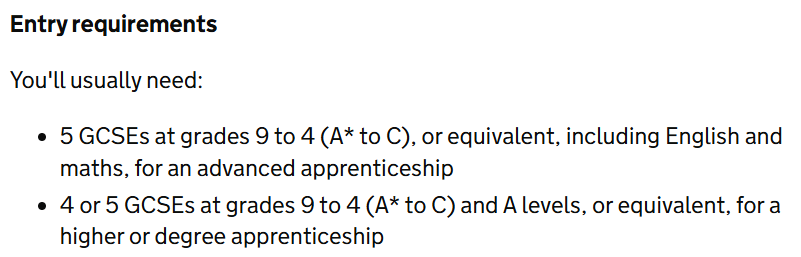 Entry requirements
You'll usually need:
• 5 GCSEs at grades 9 to 4 (A* to C), or equivalent, including English and
maths, for an advanced apprenticeship
• 4 or 5 GCSEs at grades 9 to 4 (A* to C) and A levels, or equivalent, for a
higher or degree apprenticeship